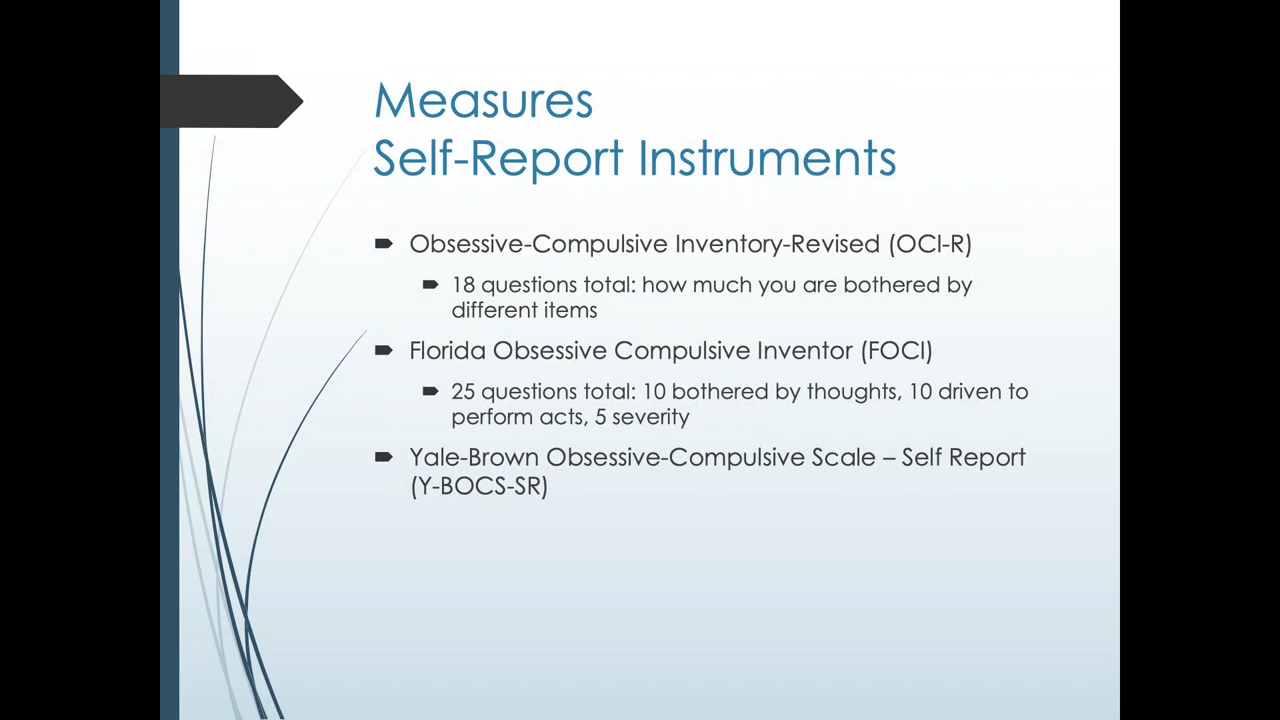 Measures
Self-Report Instruments
Obsessive-Compulsive Inventory-Revised (OCI-R)
18 questions total: how much you are bothered by
different items
Florida Obsessive Compulsive Inventor (FOCI)
25 questions total: 10 bothered by thoughts, 10 driven to
perform acts, 5 severity
Yale-Brown Obsessive-Compulsive Scale – Self Report
(Y-BOCS-SR)